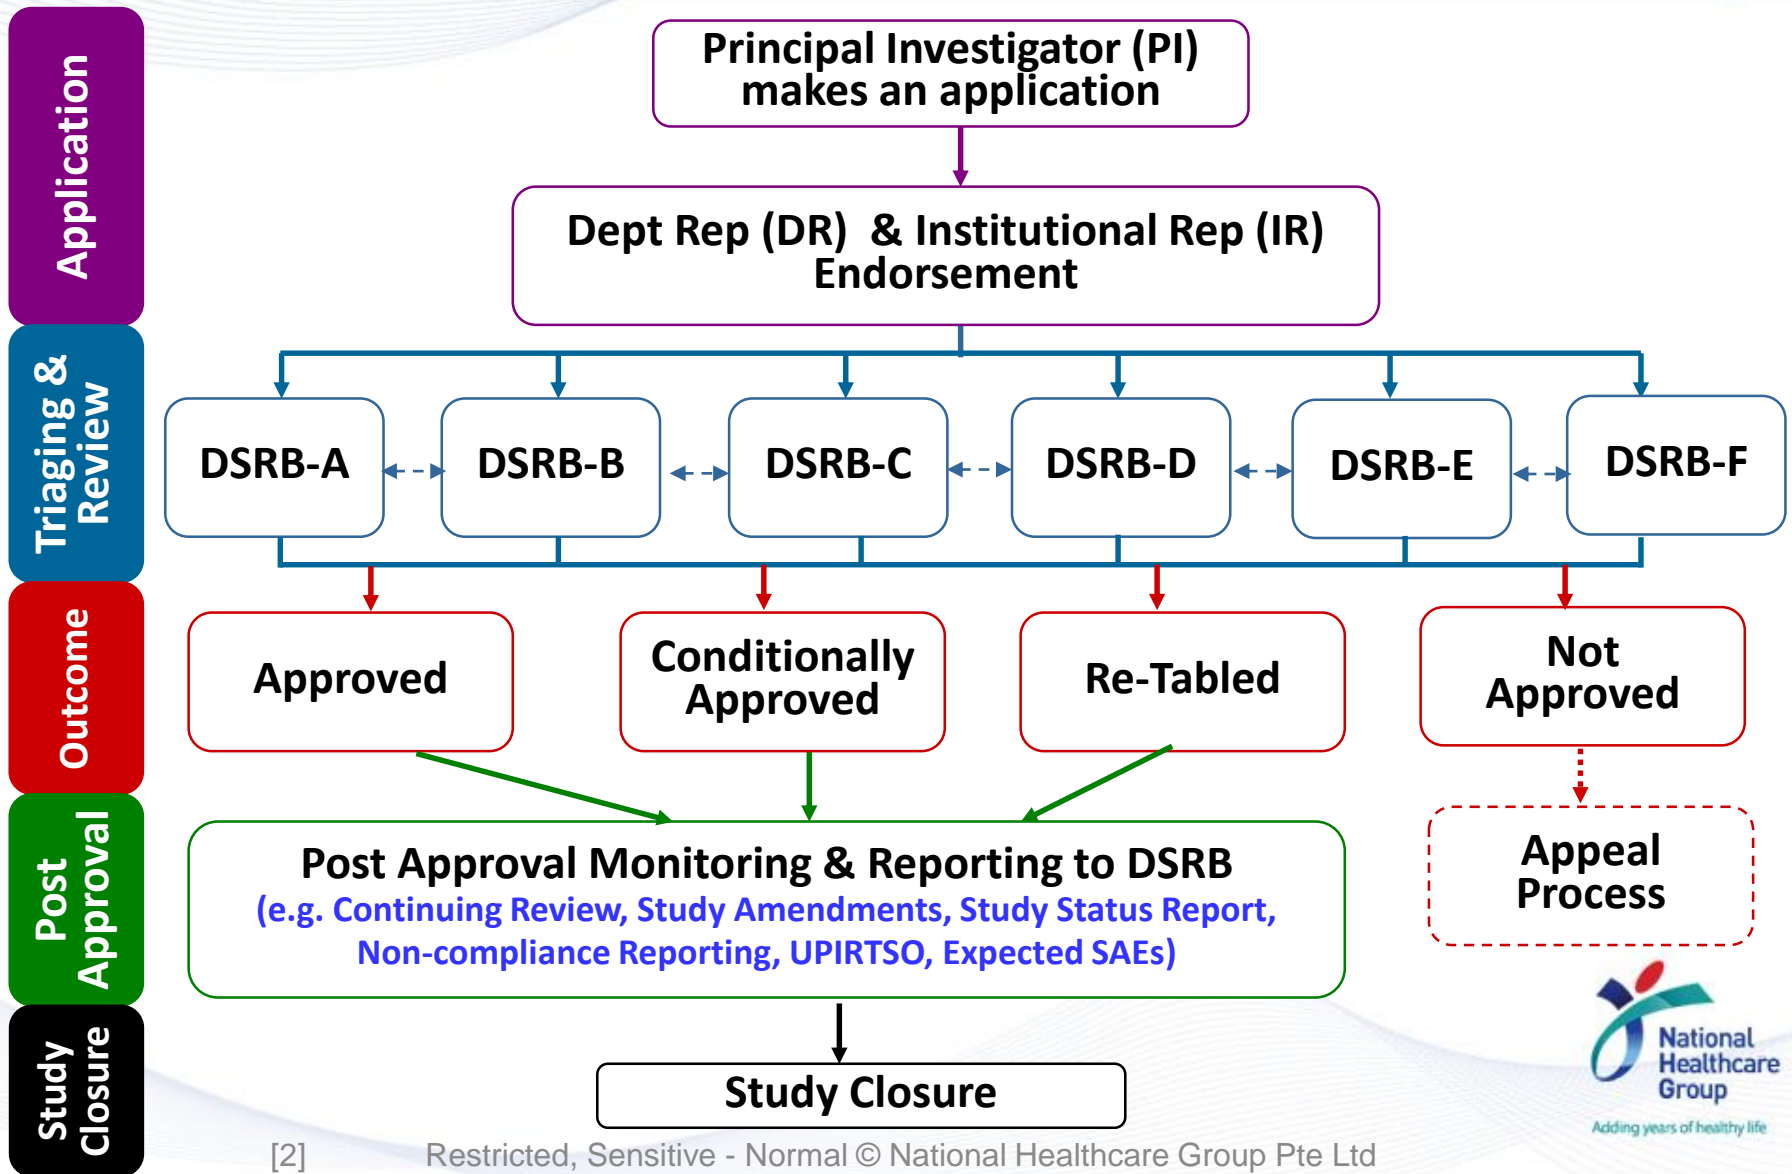 Application
Principal Investigator (PI)
makes an application
Dept Rep (DR) & Institutional Rep (IR)
Endorsement
Triaging &
Review
DSRB-A
DSRB-B
DSRB-C
DSRB-D
DSRB-E
DSRB-F
Outcome
Approved
Conditionally
Approved
Re-Tabled
Not
Approved
Post
Approval
Post Approval Monitoring & Reporting to DSRB
(e.g. Continuing Review, Study Amendments, Study Status Report,
Non-compliance Reporting, UPIRTSO, Expected SAEs)
Appeal
Process
Study
Closure
Study Closure
National
Healthcare
Group
Adding years of healthy life
[2] Restricted, Sensitive - Normal © National Healthcare Group Pte Ltd